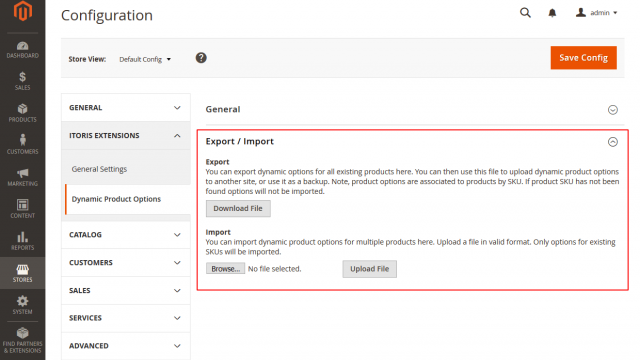 Configuration
admin
Store View:
Default Config
?
Save Config
DASHBOARD
$
SALES
PRODUCTS
CUSTOMERS
MARKETING
CONTENT
REPORTS
STORES
SYSTEM
FIND PARTNERS
& EXTENSIONS
GENERAL
ITORIS EXTENSIONS
General Settings
Dynamic Product Options
CATALOG
CUSTOMERS
SALES
SERVICES
ADVANCED
General
Export / Import
Export
You can export dynamic options for all existing products here. You can then use this file to upload dynamic product options
to another site, or use it as a backup. Note, product options are associated to products by SKU. If product SKU has not been
found options will not be imported.
Download File
Import
You can import dynamic product options for multiple products here. Upload a file in valid format. Only options for existing
SKUs will be imported.
Browse... No file selected.
Upload File